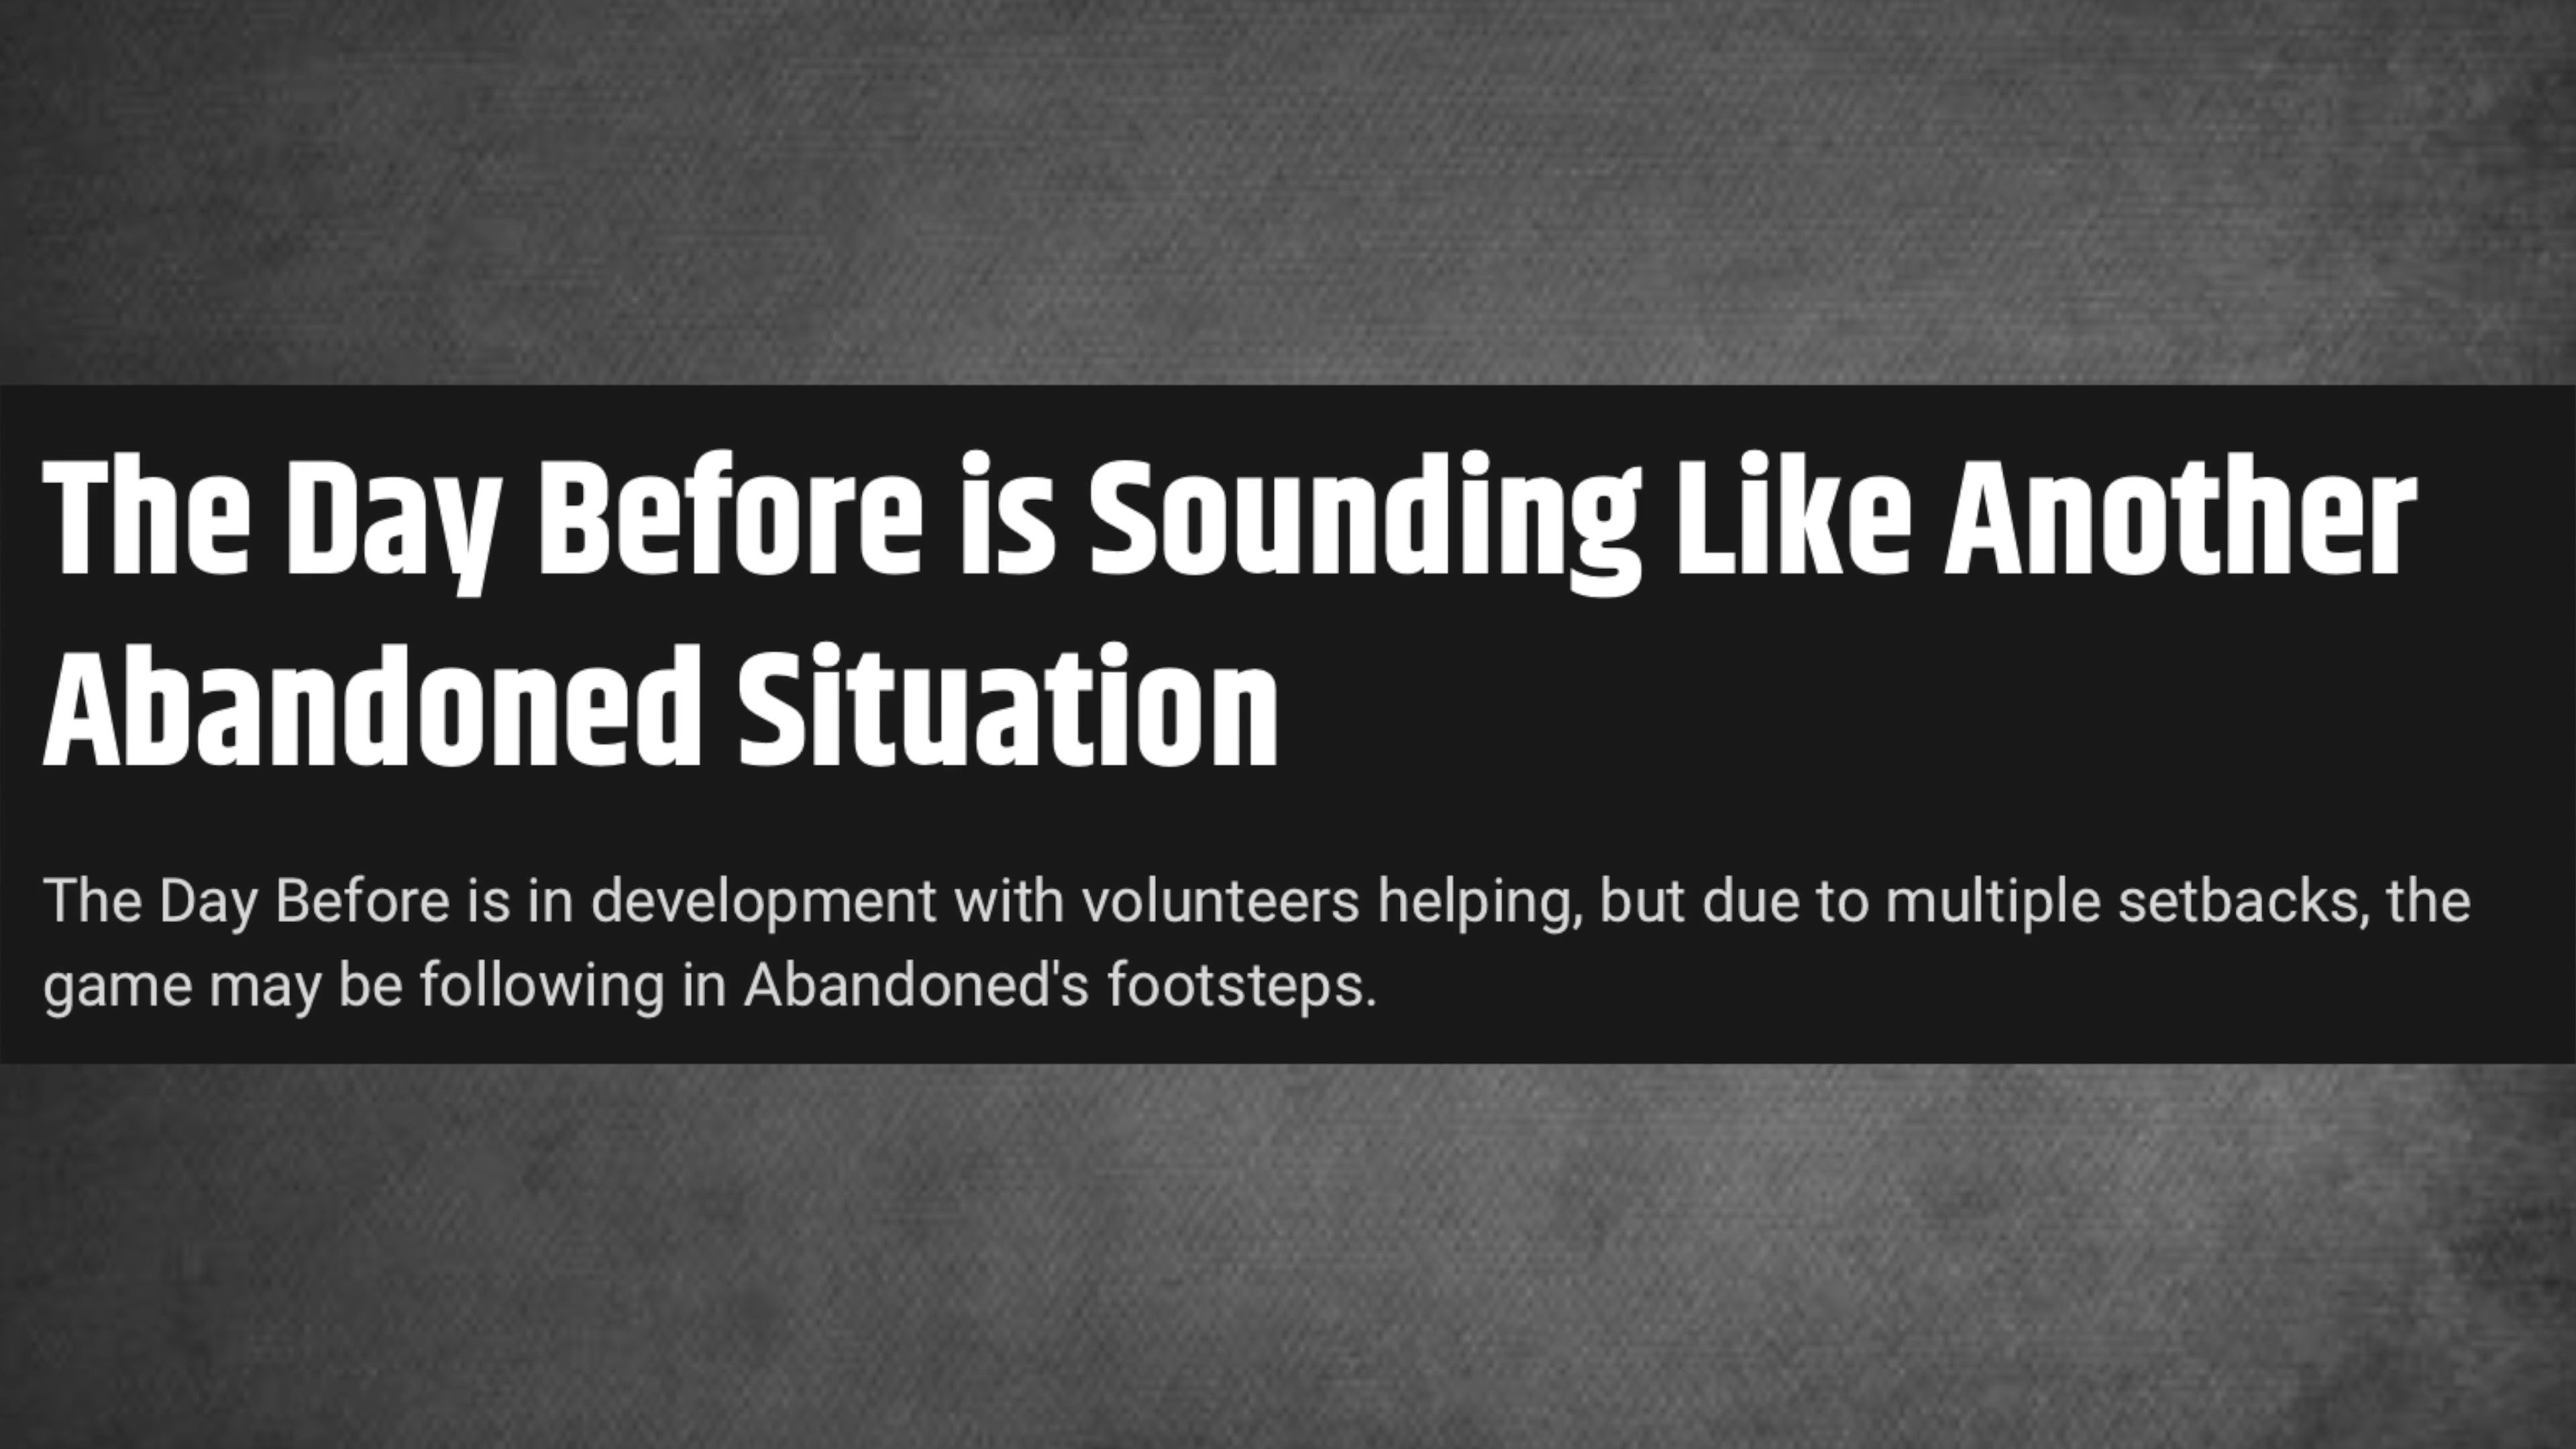 The Day Before is Sounding Like Another
Abandoned Situation
The Day Before is in development with volunteers helping, but due to multiple setbacks, the
game may be following in Abandoned's footsteps.